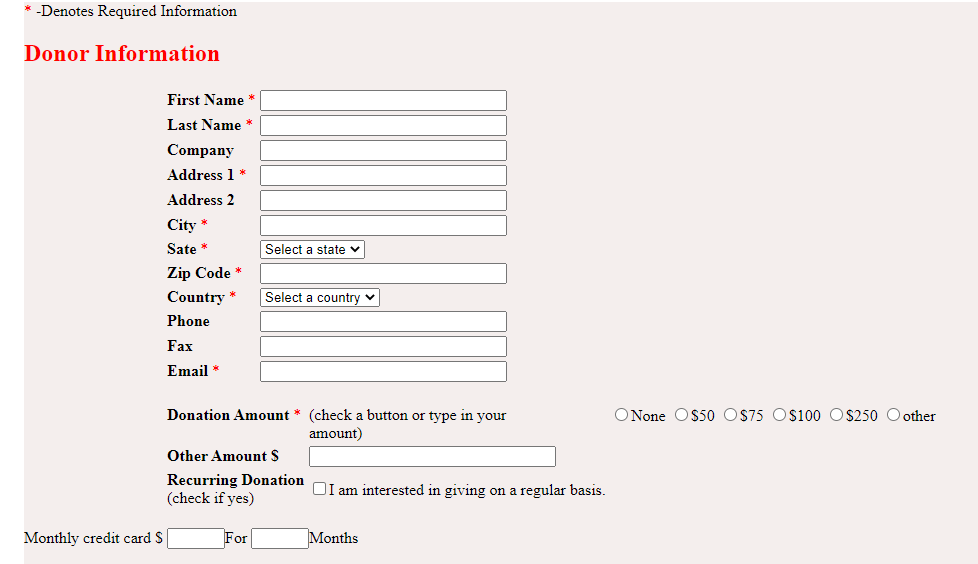 * -Denotes Required Information
Donor Information
First Name *
Last Name *
Company
Address 1 *
Address 2
City *
Sate *
Select a state
Zip Code *
Country *
Select a country
Phone
Fax
Email *
Donation Amount * (check a button or type in your
amount)
None $50 $75 $100 $250 other
Other Amount $
Recurring Donation
(check if yes)
I am interested in giving on a regular basis.
Monthly credit card $ For Months